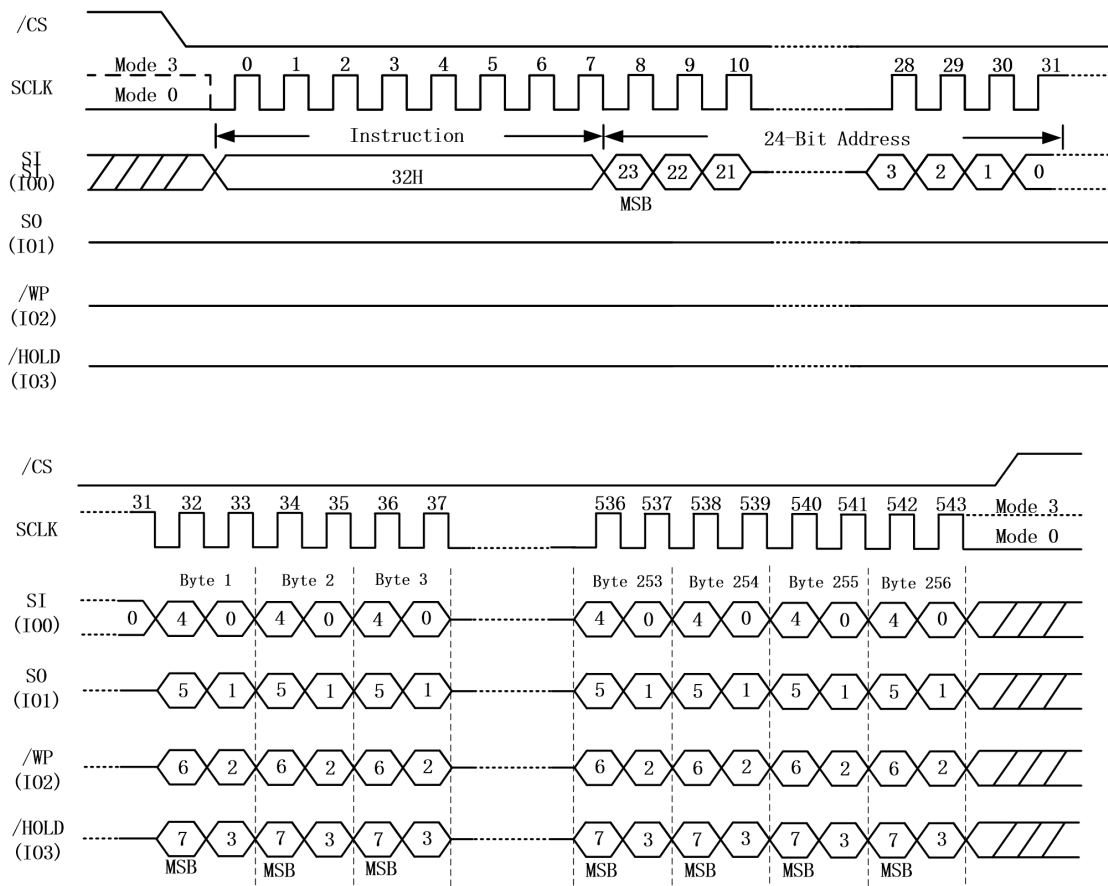 /CS
Mode 3
0 1 2 3 4 5 6 7 8 9 10 28 29 30 31
SCLK
Mode 0
Instruction 24-Bit Address
SI
SI
(IO0)
32H 23 22 21 3 2 1 0
MSB
SO
(IO1)
/WP
(IO2)
/HOLD
(IO3)
/CS
31 32 33 34 35 36 37 536 537 538 539 540 541 542 543 Mode 3
SCLK
Mode 0
Byte 1 Byte 2 Byte 3 Byte 253 Byte 254 Byte 255 Byte 256
SI
(IO0)
0 4 0 4 0 4 0 4 0 4 0 4 0 4 0
SO
(IO1)
5 1 5 1 5 1 5 1 5 1 5 1 5 1
/WP
(IO2)
6 2 6 2 6 2 6 2 6 2 6 2 6 2
/HOLD
(IO3)
7 3 7 3 7 3 7 3 7 3 7 3 7 3
MSB MSB MSB MSB MSB MSB MSB